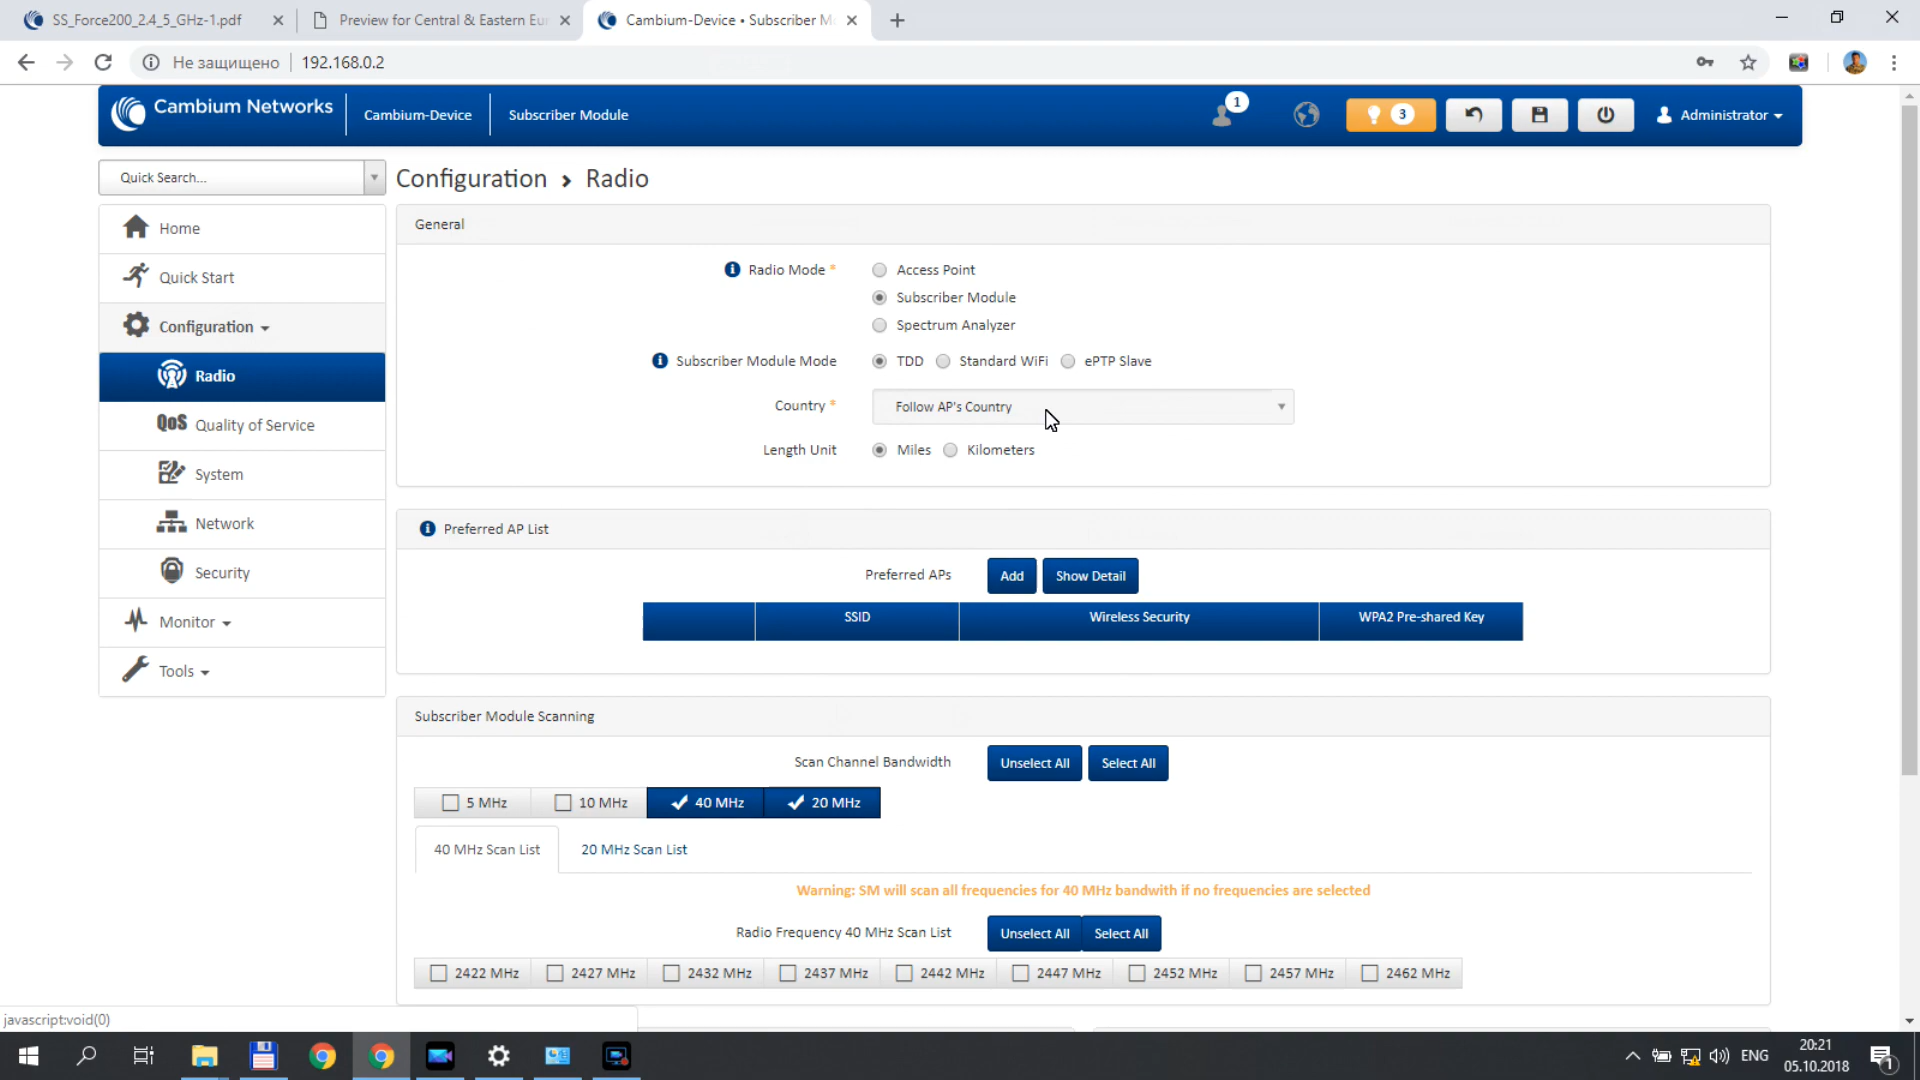 SS_Force200_2.4_5_GHz-1.pdf
Preview for Central & Eastern Eur
Cambium-Device • Subscriber Mo
Не защищено
192.168.0.2
Cambium Networks
Cambium-Device
Subscriber Module
1
3
Administrator
Quick Search...
Configuration › Radio
Home
Quick Start
Configuration
Radio
QoS Quality of Service
System
Network
Security
Monitor
Tools
General
Radio Mode *
Access Point
Subscriber Module
Spectrum Analyzer
Subscriber Module Mode
TDD
Standard WiFi
ePTP Slave
Country *
Follow AP's Country
Length Unit
Miles
Kilometers
Preferred AP List
Preferred APs
Add
Show Detail
SSID
Wireless Security
WPA2 Pre-shared Key
Subscriber Module Scanning
Scan Channel Bandwidth
Unselect All
Select All
5 MHz
10 MHz
40 MHz
20 MHz
40 MHz Scan List
20 MHz Scan List
Warning: SM will scan all frequencies for 40 MHz bandwith if no frequencies are selected
Radio Frequency 40 MHz Scan List
Unselect All
Select All
2422 MHz
2427 MHz
2432 MHz
2437 MHz
2442 MHz
2447 MHz
2452 MHz
2457 MHz
2462 MHz
javascript:void(0)
ENG
20:21
05.10.2018
1